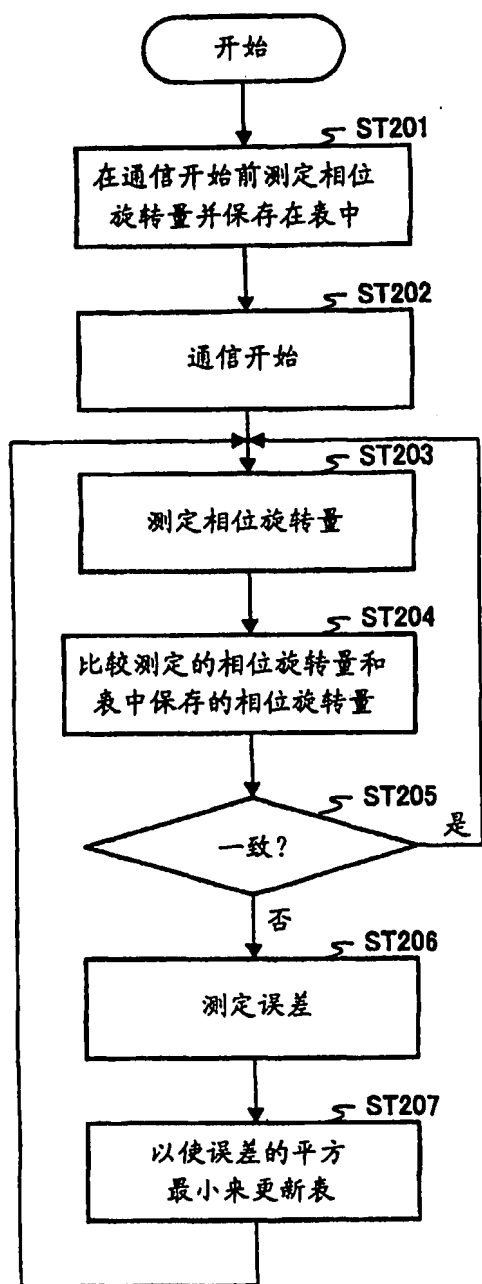 开始
ST201
在通信开始前测定相位
旋转量并保存在表中
ST202
通信开始
ST203
测定相位旋转量
ST204
比较测定的相位旋转量和
表中保存的相位旋转量
ST205
一致?
是
否
ST206
测定误差
ST207
以使误差的平方
最小来更新表